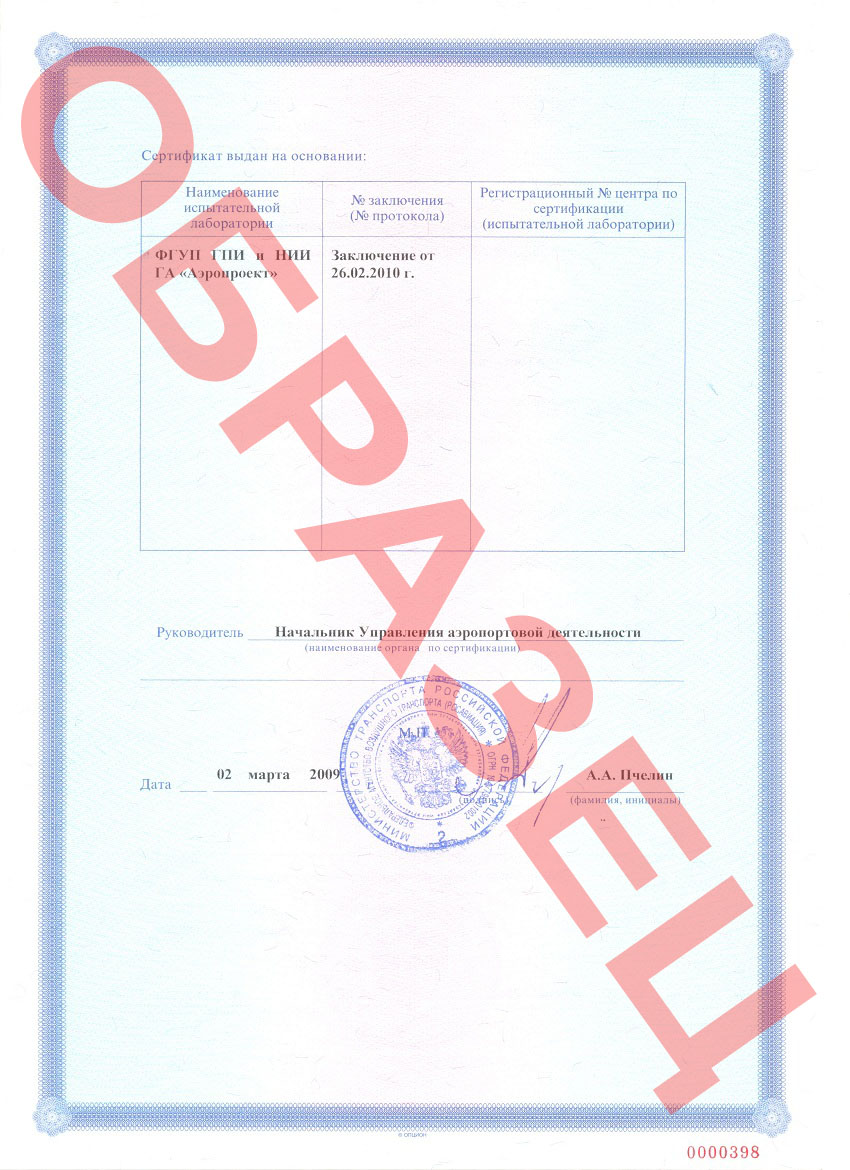 Сертификат выдан на основании:
Наименование
испытательной
лаборатории
№ заключения
(№ протокола)
Регистрационный № центра по
сертификации
(испытательной лаборатории)
ФГУП ГПИ и НИИ
ГА «Аэропроект»
Заключение от
26.02.2010 г.
Руководитель Начальник Управления аэропортовой деятельности
(наименование органа по сертификации)
МИНИСТЕРСТВО ТРАНСПОРТА РОССИЙСКОЙ ФЕДЕРАЦИИ
ФЕДЕРАЛЬНОЕ АГЕНТСТВО ВОЗДУШНОГО ТРАНСПОРТА (РОСАВИАЦИЯ) * ОГРН
М.П.
2
Дата 02 марта 2009
А.А. Пчелин
(подпись)
(фамилия, инициалы)
ОБРАЗЕЦ
© ОПЦИОН
0000398